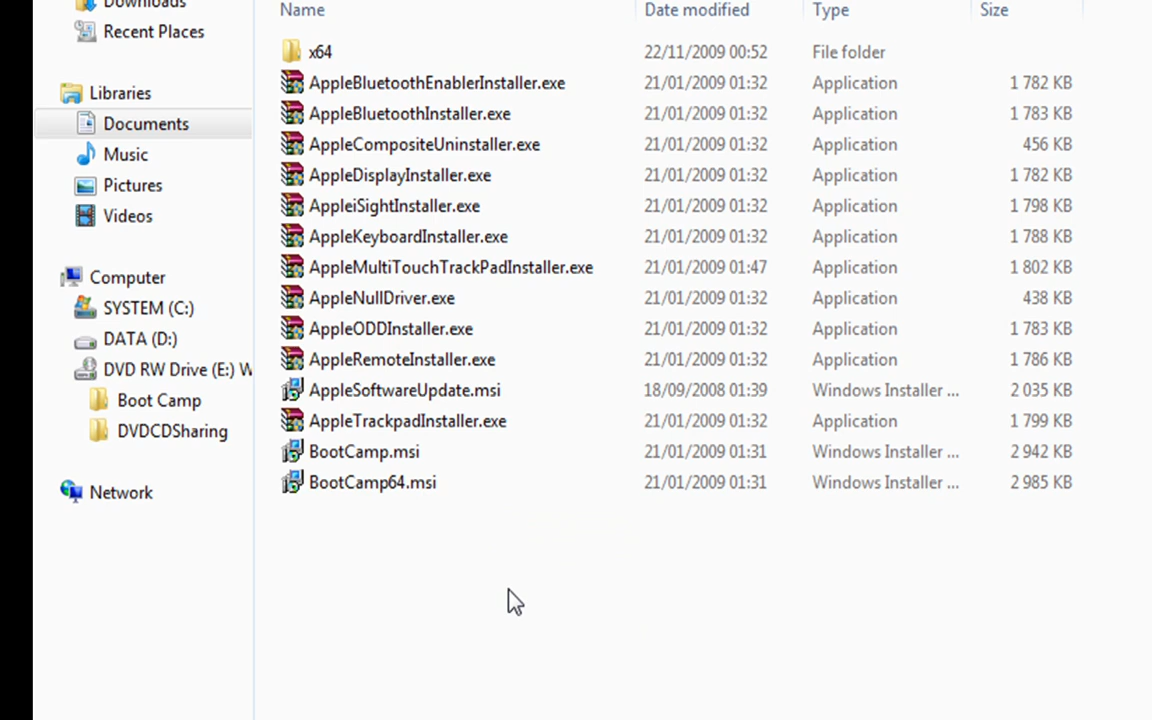 Name Date modified Type Size
Downloads
Recent Places
Libraries
Documents
Music
Pictures
Videos
Computer
SYSTEM (C:)
DATA (D:)
DVD RW Drive (E:) W
Boot Camp
DVDCDSharing
Network
x64 22/11/2009 00:52 File folder
AppleBluetoothEnablerInstaller.exe 21/01/2009 01:32 Application 1 782 KB
AppleBluetoothInstaller.exe 21/01/2009 01:32 Application 1 783 KB
AppleCompositeUninstaller.exe 21/01/2009 01:32 Application 456 KB
AppleDisplayInstaller.exe 21/01/2009 01:32 Application 1 782 KB
AppleiSightInstaller.exe 21/01/2009 01:32 Application 1 798 KB
AppleKeyboardInstaller.exe 21/01/2009 01:32 Application 1 788 KB
AppleMultiTouchTrackPadInstaller.exe 21/01/2009 01:47 Application 1 802 KB
AppleNullDriver.exe 21/01/2009 01:32 Application 438 KB
AppleODDInstaller.exe 21/01/2009 01:32 Application 1 783 KB
AppleRemoteInstaller.exe 21/01/2009 01:32 Application 1 786 KB
AppleSoftwareUpdate.msi 18/09/2008 01:39 Windows Installer ... 2 035 KB
AppleTrackpadInstaller.exe 21/01/2009 01:32 Application 1 799 KB
BootCamp.msi 21/01/2009 01:31 Windows Installer ... 2 942 KB
BootCamp64.msi 21/01/2009 01:31 Windows Installer ... 2 985 KB